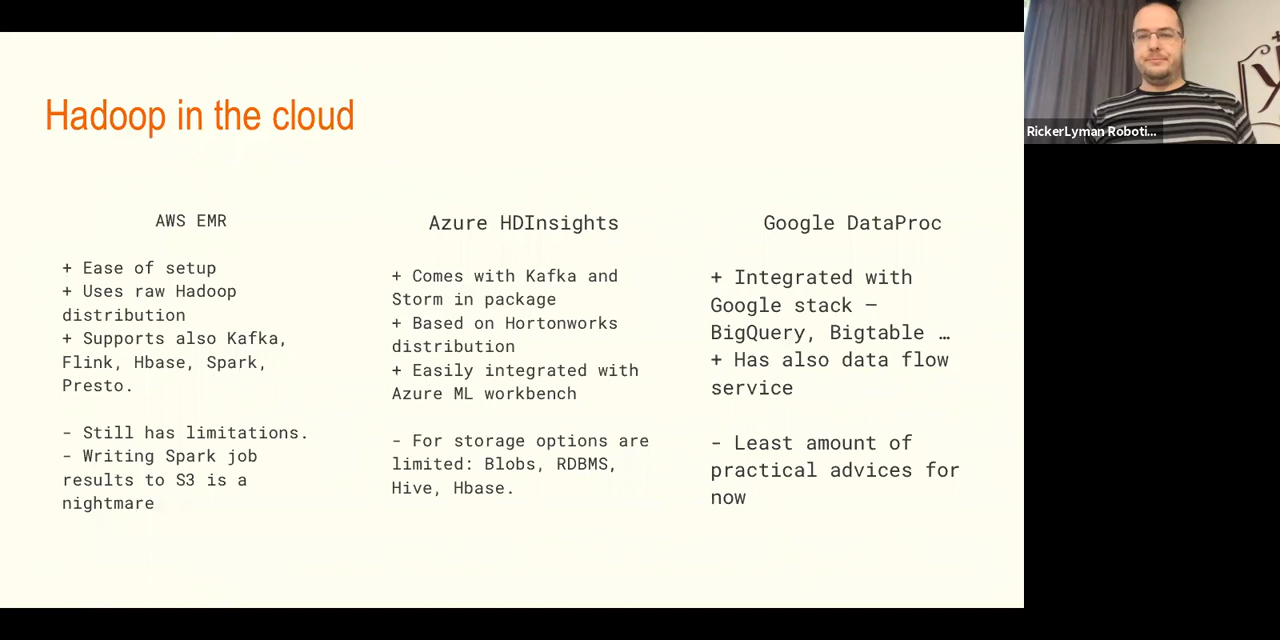 Hadoop in the cloud
AWS EMR
+ Ease of setup
+ Uses raw Hadoop
distribution
+ Supports also Kafka,
Flink, Hbase, Spark,
Presto.
- Still has limitations.
- Writing Spark job
results to S3 is a
nightmare
Azure HDInsights
+ Comes with Kafka and
Storm in package
+ Based on Hortonworks
distribution
+ Easily integrated with
Azure ML workbench
- For storage options are
limited: Blobs, RDBMS,
Hive, Hbase.
Google DataProc
+ Integrated with
Google stack –
BigQuery, Bigtable …
+ Has also data flow
service
- Least amount of
practical advices for
now
RickerLyman Roboti...